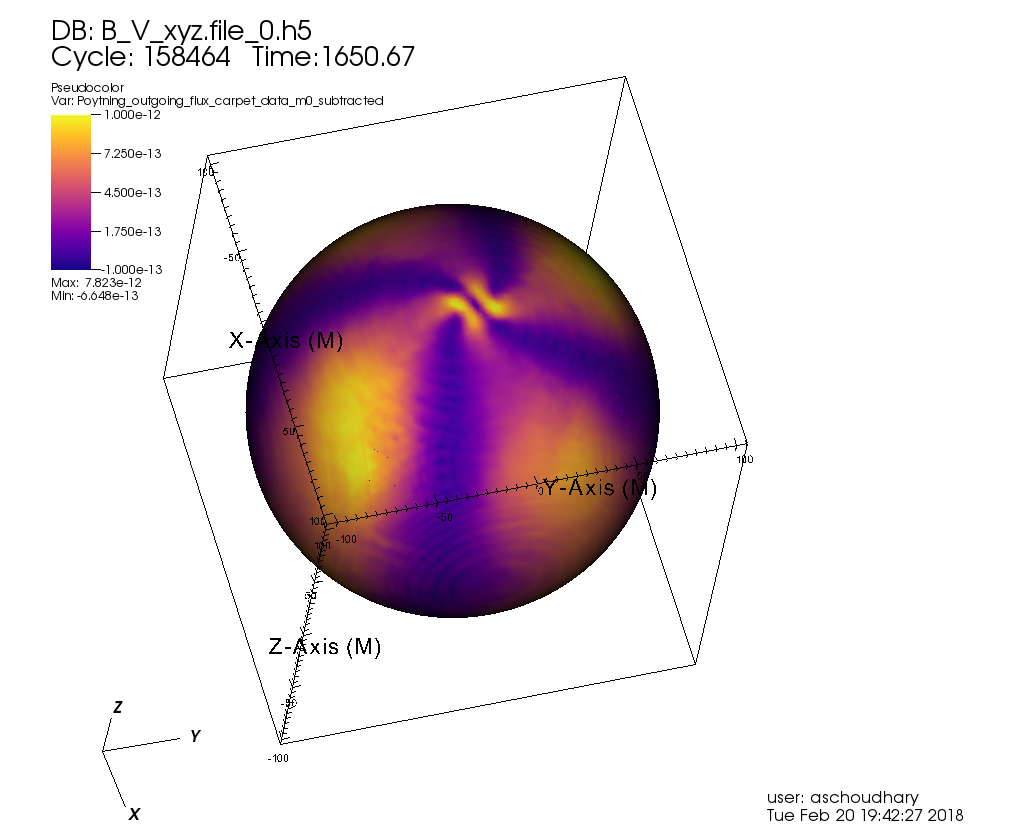 DB: B_V_xyz.file_0.h5
Cycle: 158464 Time:1650.67
Pseudocolor
Var: Poytning_outgoing_flux_carpet_data_m0_subtracted
1.000e-12
7.250e-13
4.500e-13
1.750e-13
-1.000e-13
Max: 7.823e-12
Min: -6.648e-13
-50
X-Axis (M)
50
100
-100
-50
0
Y-Axis (M)
100
Z-Axis (M)
-100
Z
Y
X
user: aschoudhary
Tue Feb 20 19:42:27 2018